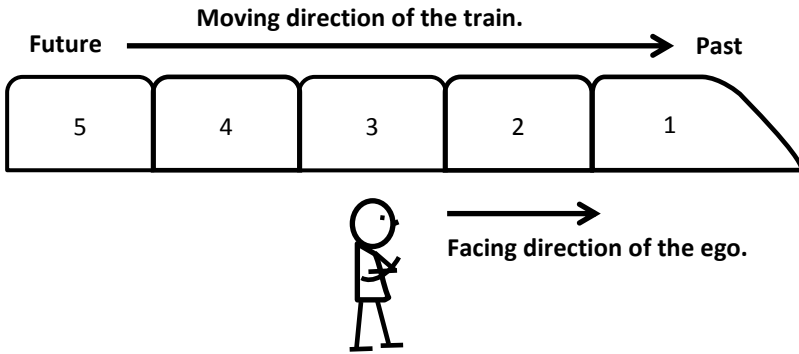 Moving direction of the train.
Future
Past
5
4
3
2
1
Facing direction of the ego.